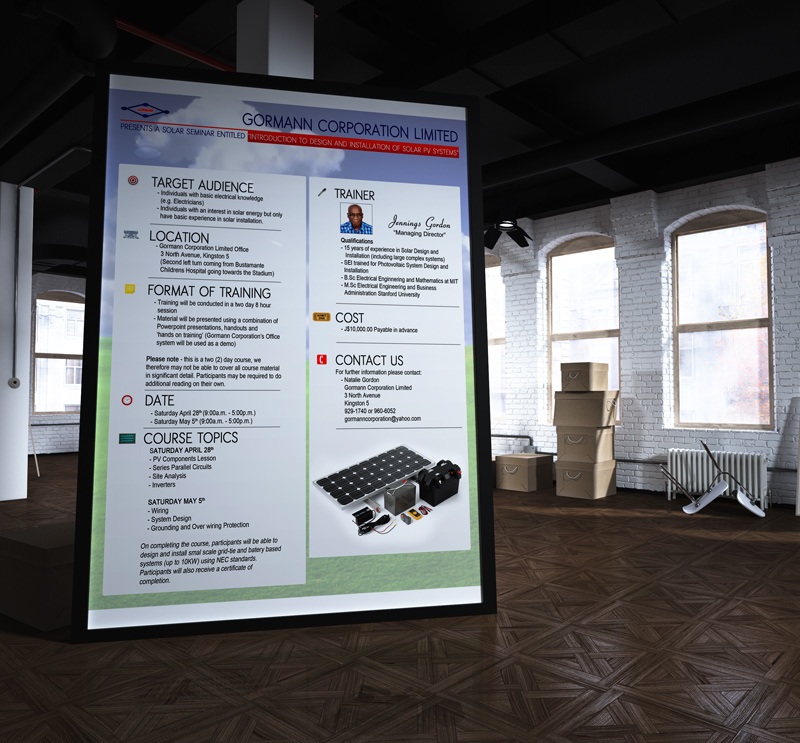 GORMANN CORPORATION LIMITED
PRESENTS A SOLAR SEMINAR ENTITLED "INTRODUCTION TO DESIGN AND INSTALLATION OF SOLAR PV SYSTEMS"
TARGET AUDIENCE
- Individuals with basic electrical knowledge
(e.g. Electricians)
- Individuals with an interest in solar energy but only
have basic experience in solar installation.
LOCATION
- Gormann Corporation Limited Office
3 North Avenue, Kingston 5
(Second left turn coming from Bustamante
Childrens Hospital going towards the Stadium)
FORMAT OF TRAINING
- Training will be conducted in a two day 8 hour
session
- Material will be presented using a combination of
Powerpoint presentations, handouts and
'hands on training' (Gormann Corporation's Office
system will be used as a demo)
Please note - this is a two (2) day course, we
therefore may not be able to cover all course material
in significant detail. Participants may be required to do
additional reading on their own.
DATE
- Saturday April 28th (9:00a.m. - 5:00p.m.)
- Saturday May 5th (9:00a.m. - 5:00p.m.)
COURSE TOPICS
SATURDAY APRIL 28th
- PV Components Lesson
- Series Parallel Circuits
- Site Analysis
- Inverters
SATURDAY MAY 5th
- Wiring
- System Design
- Grounding and Over wiring Protection
On completing the course, participants will be able to
design and install smal scale grid-tie and batery based
systems (up to 10KW) using NEC standards.
Participants will also receive a certificate of
completion.
TRAINER
Jennings Gordon
"Managing Director"
Qualifications
- 15 years of experience in Solar Design and
Installation (including large complex systems)
- SEI trained for Photovoltaic System Design and
Installation
- B.Sc Electrical Enginnering and Mathematics at MIT
- M.Sc Electrical Engineering and Business
Administration Stanford University
COST
- J$10,000.00 Payable in advance
CONTACT US
For further information please contact:
- Natalie Gordon
Gormann Corporation Limited
3 North Avenue
Kingston 5
929-1740 or 960-6052
gormanncorporation@yahoo.com